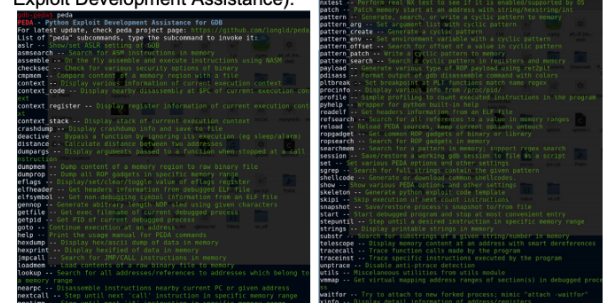 Exploit Development Assistance):
gdb-peda$ peda
PEDA - Python Exploit Development Assistance for GDB
For latest update, check peda project page: https://github.com/longld/peda
List of "peda" subcommands, type the subcommand to invoke it:
aslr -- Show/set ASLR setting of GDB
asmsearch -- Search for ASM instructions in memory
assemble -- On the fly assemble and execute instructions using NASM
checksec -- Check for various security options of binary
cmpmem -- Compare content of a memory region with a file
context -- Display various information of current execution context
context_code -- Display nearby disassembly at $PC of current execution cont
ext
context_register -- Display register information of current execution cont
ext
context_stack -- Display stack of current execution context
crashdump -- Display crashdump info and save to file
deactive -- Bypass a function by ignoring its execution (eg sleep/alarm)
distance -- Calculate distance between two addresses
dumpargs -- Display arguments passed to a function when stopped at a call
instruction
dumpmem -- Dump content of a memory region to raw binary file
dumprop -- Dump all ROP gadgets in specific memory range
eflags -- Display/set/clear/toggle value of eflags register
elfheader -- Get headers information from debugged ELF file
elfsymbol -- Get non-debugging symbol information from an ELF file
gennop -- Generate abitrary length NOP sled using given characters
getfile -- Get exec filename of current debugged process
getpid -- Get PID of current debugged process
goto -- Continue execution at an address
help -- Print the usage manual for PEDA commands
hexdump -- Display hex/ascii dump of data in memory
hexprint -- Display hexified of data in memory
jmpcall -- Search for JMP/CALL instructions in memory
loadmem -- Load contents of a raw binary file to memory
lookup -- Search for all addresses/references to addresses which belong to
a memory range
nearpc -- Disassemble instructions nearby current PC or given address
nextcall -- Step until next 'call' instruction in specific memory range
nxtest -- Perform real NX test to see if it is enabled/supported by OS
patch -- Patch memory start at an address with string/hexstring/int
pattern -- Generate, search, or write a cyclic pattern to memory
pattern_arg -- Set argument list with cyclic pattern
pattern_create -- Generate a cyclic pattern
pattern_env -- Set environment variable with a cyclic pattern
pattern_offset -- Search for offset of a value in cyclic pattern
pattern_patch -- Write a cyclic pattern to memory
pattern_search -- Search a cyclic pattern in registers and memory
payload -- Generate various type of ROP payload using ret2plt
pdisass -- Format output of gdb disassemble command with colors
pltbreak -- Set breakpoint at PLT functions match name regex
procinfo -- Display various info from /proc/pid/
profile -- Simple profiling to count executed instructions in the program
pyhelp -- Wrapper for python built-in help
readelf -- Get headers information from an ELF file
refsearch -- Search for all references to a value in memory ranges
reload -- Reload PEDA sources, keep current options untouch
ropgadget -- Get common ROP gadgets of binary or library
ropsearch -- Search for ROP gadgets in memory
searchmem -- Search for a pattern in memory; support regex search
session -- Save/restore a working gdb session to file as a script
set -- Set various PEDA options and other settings
sgrep -- Search for full strings contain the given pattern
shellcode -- Generate or download common shellcodes.
show -- Show various PEDA options and other settings
skeleton -- Generate python exploit code template
skipi -- Skip execution of next count instructions
snapshot -- Save/restore process's snapshot to/from file
start -- Start debugged program and stop at most convenient entry
stepuntil -- Step until a desired instruction in specific memory range
strings -- Display printable strings in memory
substr -- Search for substrings of a given string/number in memory
telescope -- Display memory content at an address with smart dereferences
tracecall -- Trace function calls made by the program
traceinst -- Trace specific instructions executed by the program
unptrace -- Disable anti-ptrace detection
utils -- Miscellaneous utilities from utils module
vmmap -- Get virtual mapping address ranges of section(s) in debugged proce
ss
waitfor -- Try to attach to new forked process; mimic "attach -waitfor"